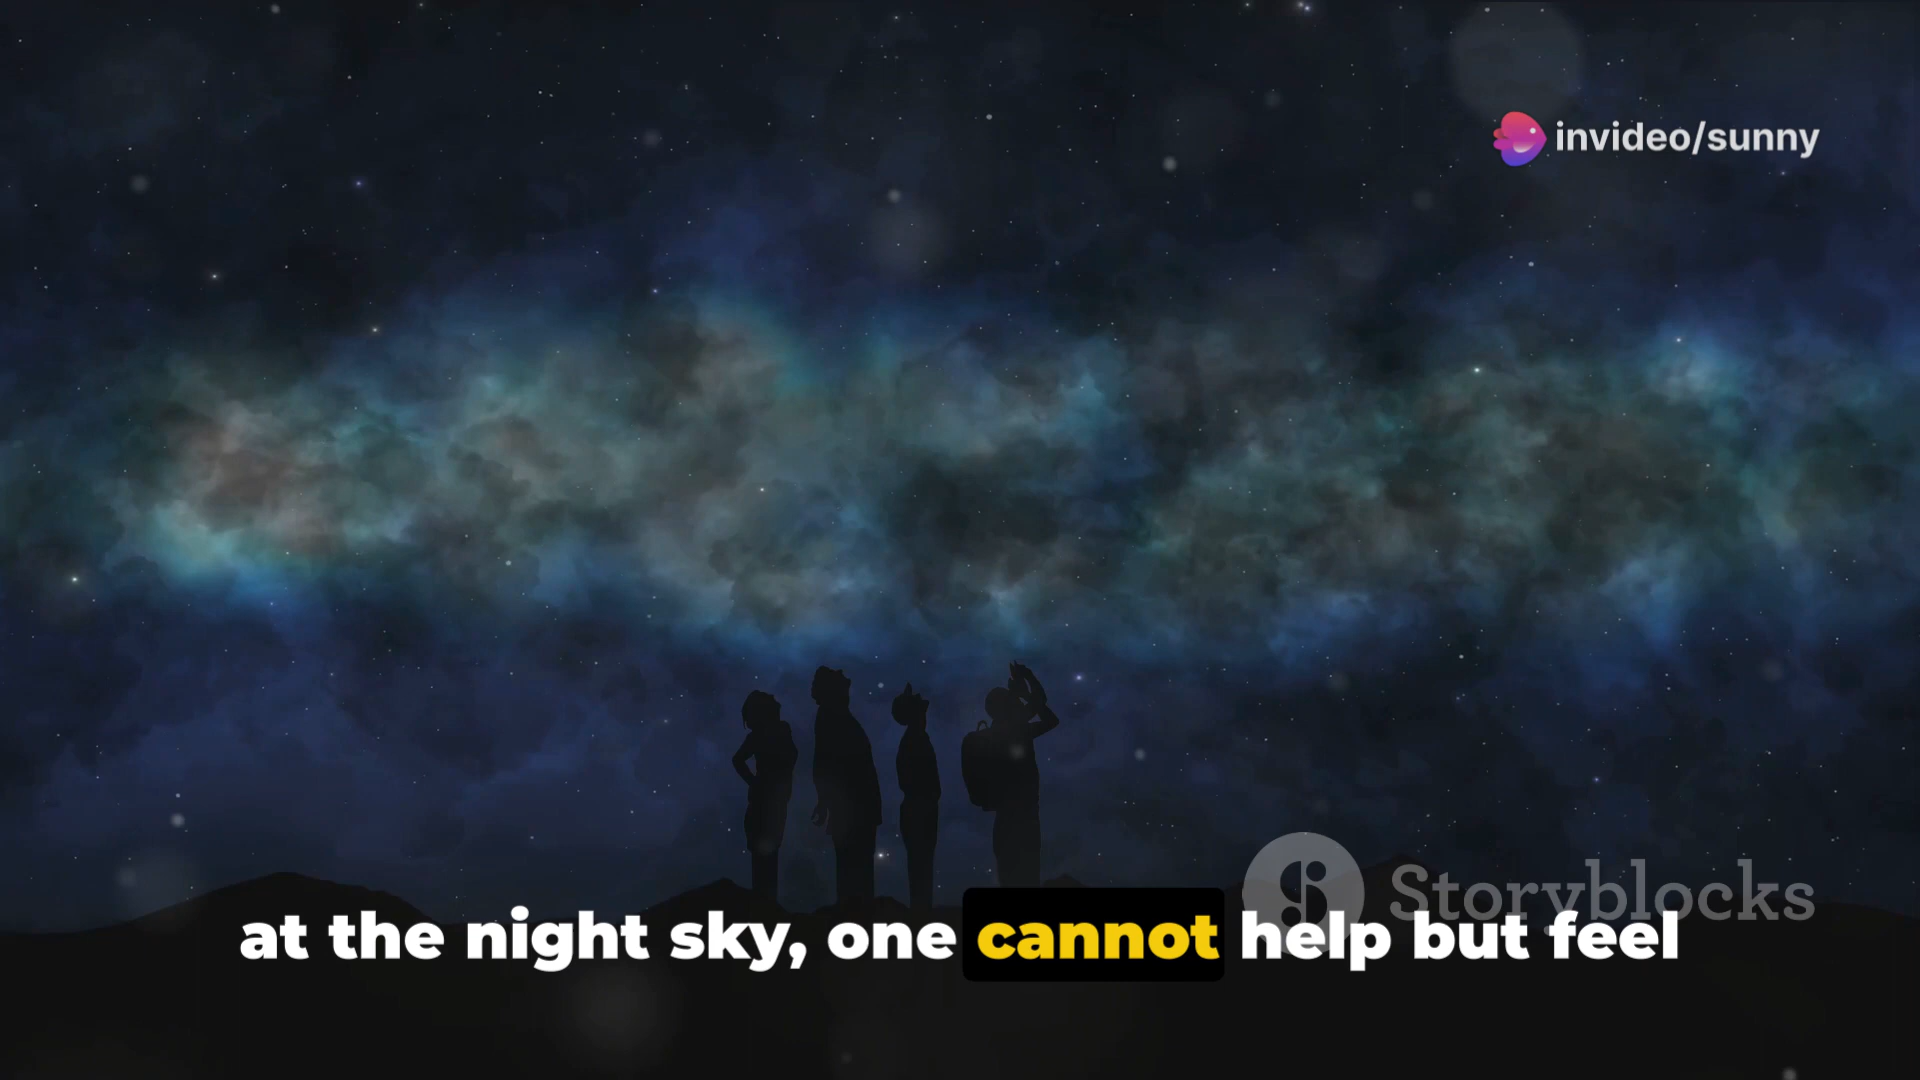 invideo/sunny
Storyblocks
at the night sky, one cannot help but feel